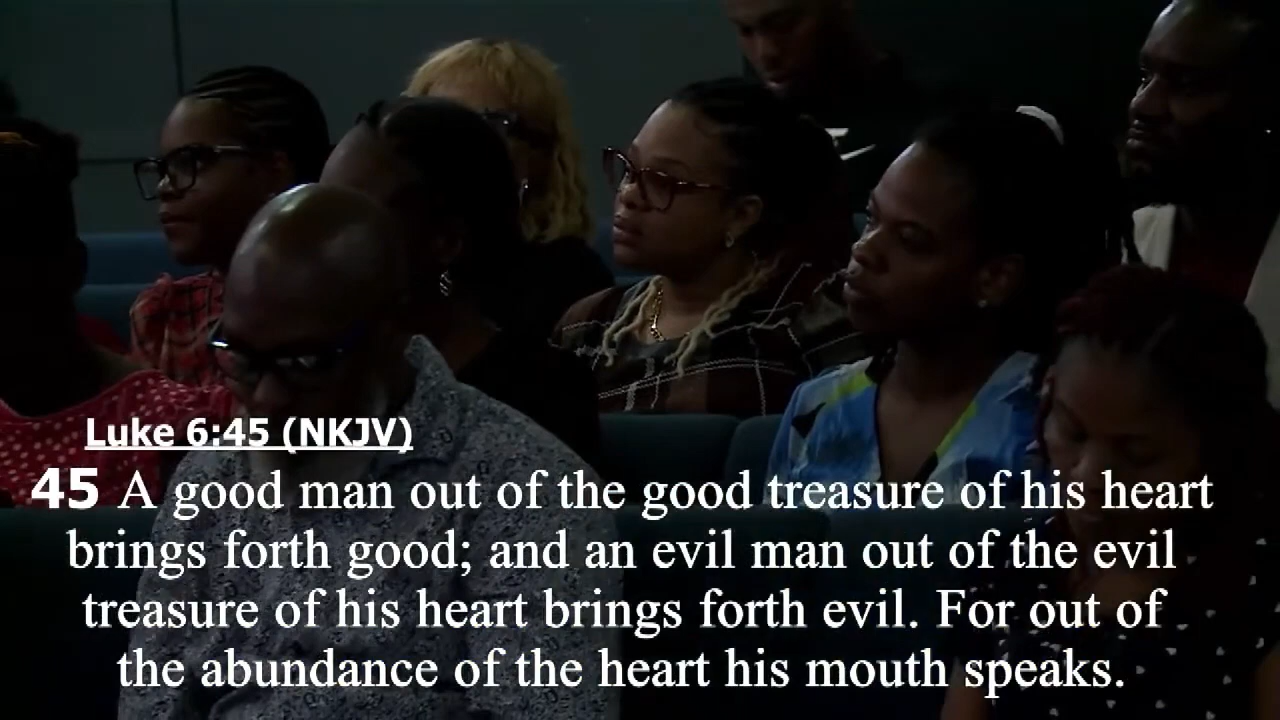 Luke 6:45 (NKJV)
45 A good man out of the good treasure of his heart
brings forth good; and an evil man out of the evil
treasure of his heart brings forth evil. For out of
the abundance of the heart his mouth speaks.